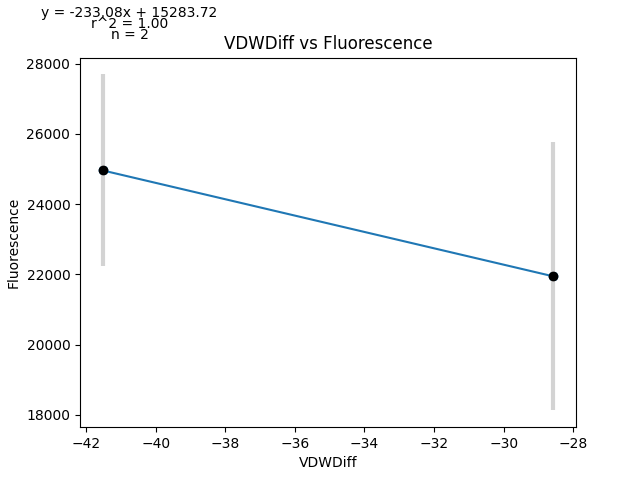 y = -233.08x + 15283.72
r^2 = 1.00
n = 2
VDWDiff vs Fluorescence
28000
26000
24000
22000
20000
18000
Fluorescence
−42
−40
−38
−36
−34
−32
−30
−28
VDWDiff